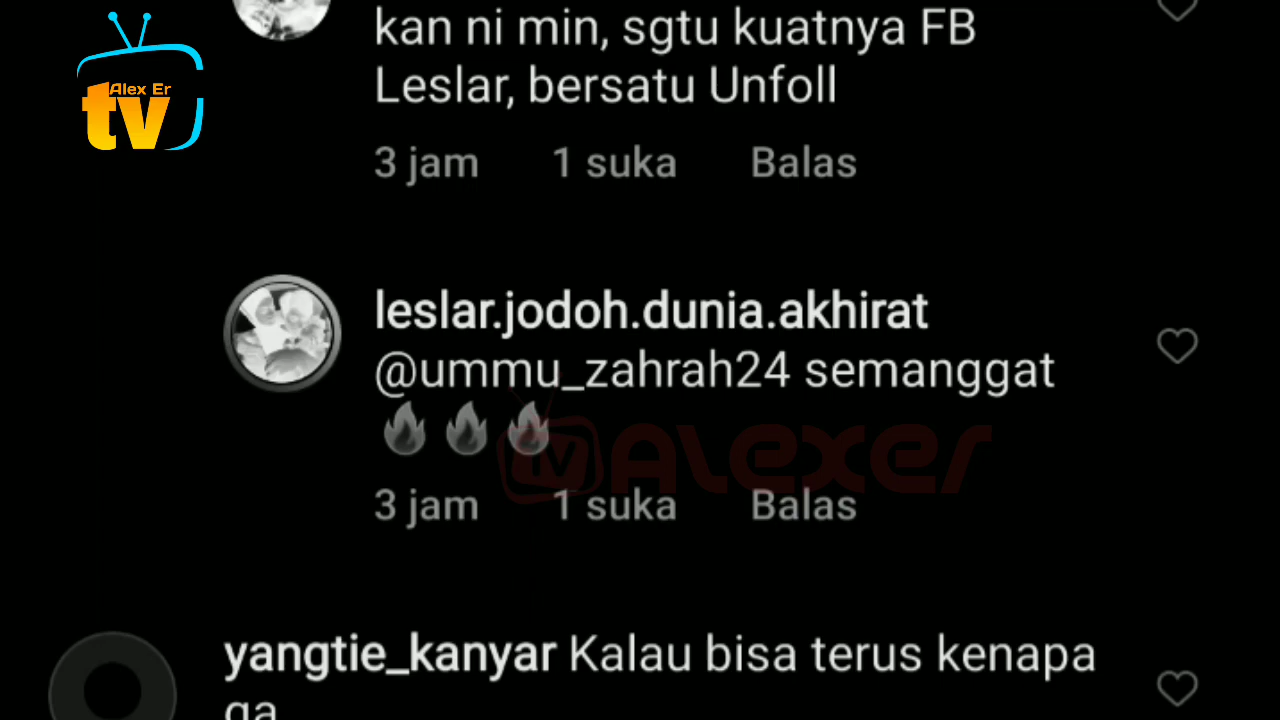 kan ni min, sgtu kuatnya FB
Leslar, bersatu Unfoll
Alex Er
tv
3 jam 1 suka Balas
leslar.jodoh.dunia.akhirat
@ummu_zahrah24 semanggat
🔥🔥🔥
tv Alexer
3 jam 1 suka Balas
yangtie_kanyar Kalau bisa terus kenapa
ga